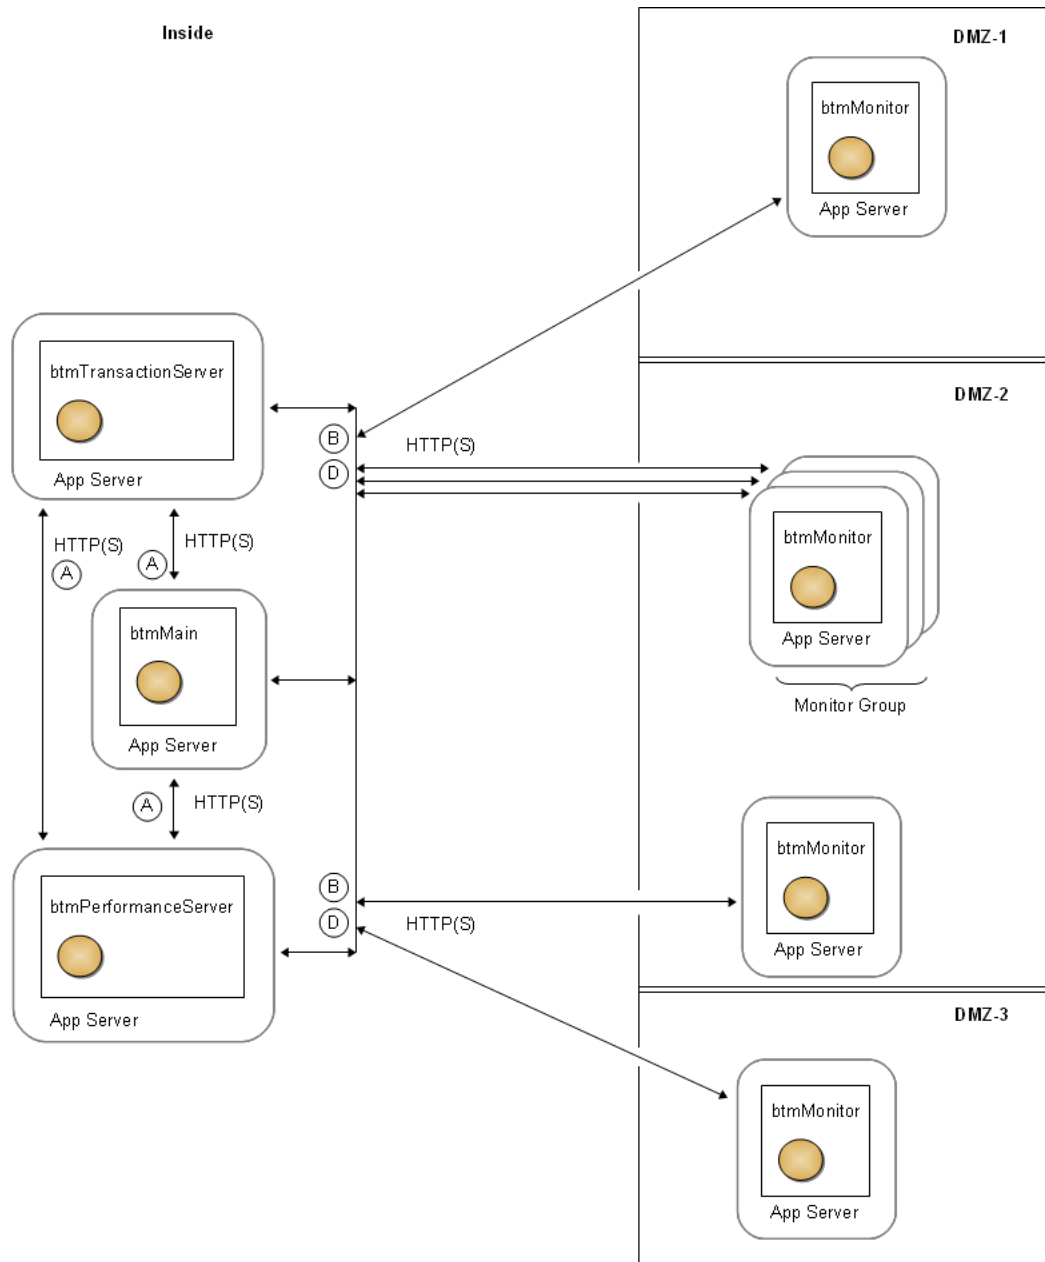 Inside
DMZ-1
btmMonitor
App Server
DMZ-2
btmTransactionServer
App Server
B
HTTP(S)
D
btmMonitor
App Server
Monitor Group
HTTP(S)
A
HTTP(S)
A
btmMain
App Server
A
HTTP(S)
btmMonitor
App Server
btmPerformanceServer
App Server
B
D
HTTP(S)
DMZ-3
btmMonitor
App Server